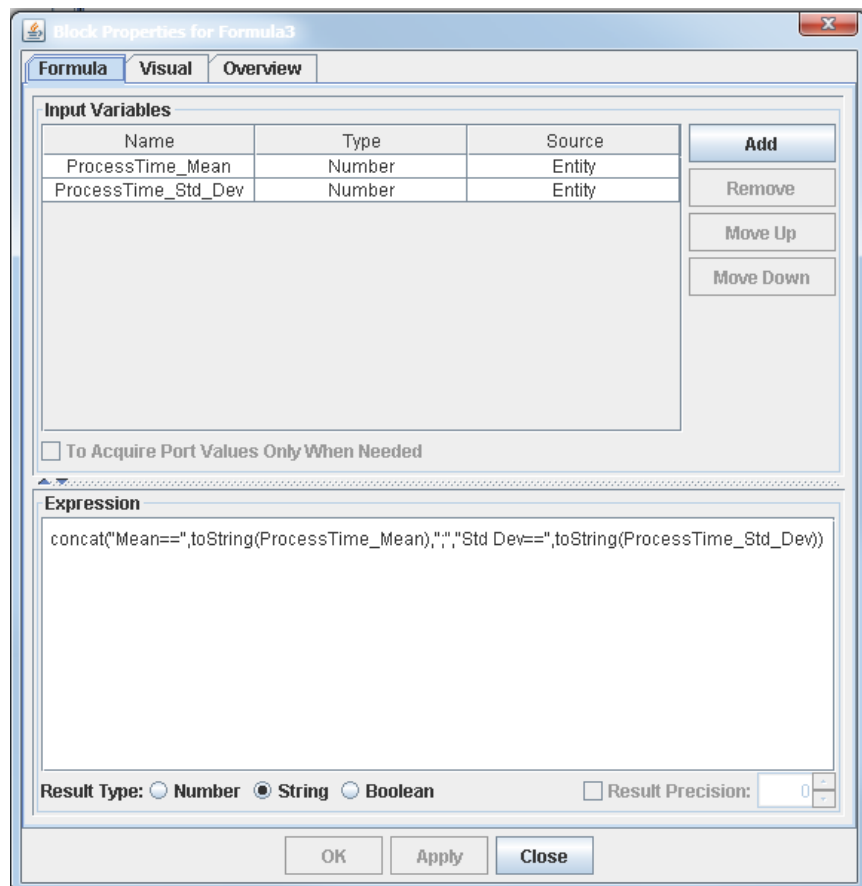 Block Properties for Formula3
Formula Visual Overview
Input Variables
Name Type Source
Add
ProcessTime_Mean Number Entity
ProcessTime_Std_Dev Number Entity
Remove
Move Up
Move Down
To Acquire Port Values Only When Needed
Expression
concat("Mean==",toString(ProcessTime_Mean),";","Std Dev==",toString(ProcessTime_Std_Dev))
Result Type: Number String Boolean Result Precision: 0
OK Apply Close